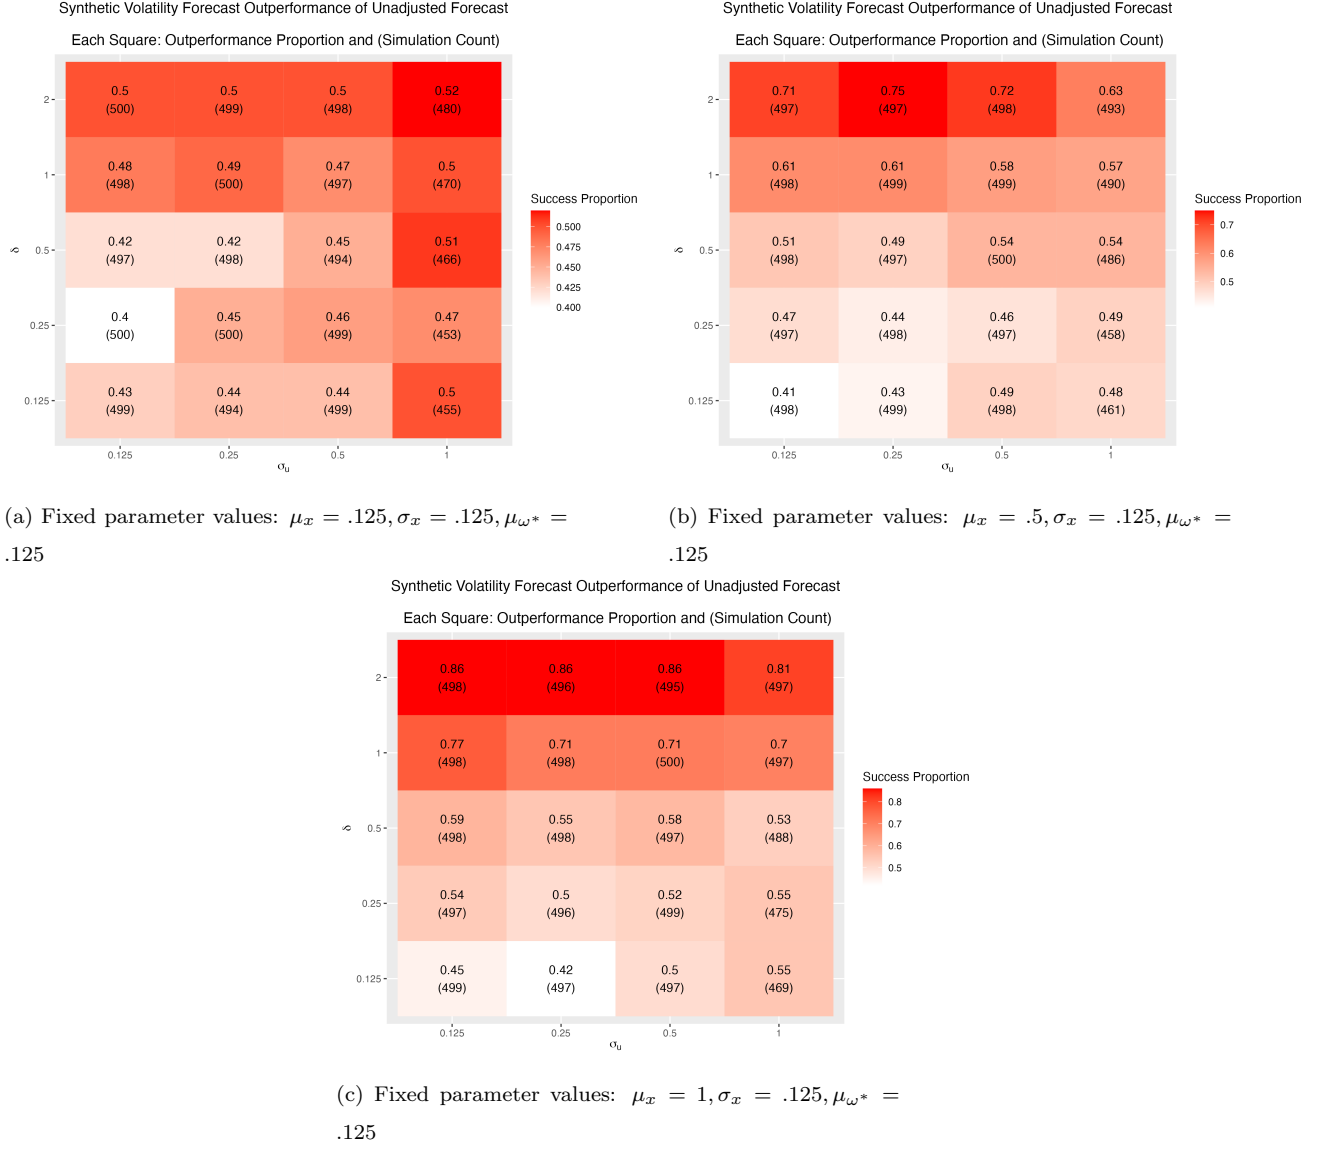 Synthetic Volatility Forecast Outperformance of Unadjusted Forecast
Each Square: Outperformance Proportion and (Simulation Count)
0.5 0.5 0.5 0.52
(500) (499) (498) (480)
2
0.48 0.49 0.47 0.5
(498) (500) (497) (470)
1
0.42 0.42 0.45 0.51
(497) (498) (494) (466)
0.5
0.4 0.45 0.46 0.47
(500) (500) (499) (453)
0.25
0.43 0.44 0.44 0.5
(499) (494) (499) (455)
0.125
δ
0.125 0.25 0.5 1
σu
Success Proportion
0.500
0.475
0.450
0.425
0.400
(a) Fixed parameter values: μx = .125, σx = .125, μω* =
.125
Synthetic Volatility Forecast Outperformance of Unadjusted Forecast
Each Square: Outperformance Proportion and (Simulation Count)
0.71 0.75 0.72 0.63
(497) (497) (498) (493)
2
0.61 0.61 0.58 0.57
(498) (499) (499) (490)
1
0.51 0.49 0.54 0.54
(498) (497) (500) (486)
0.5
0.47 0.44 0.46 0.49
(497) (498) (497) (458)
0.25
0.41 0.43 0.49 0.48
(498) (499) (498) (461)
0.125
δ
0.125 0.25 0.5 1
σu
Success Proportion
0.7
0.6
0.5
(b) Fixed parameter values: μx = .5, σx = .125, μω* =
.125
Synthetic Volatility Forecast Outperformance of Unadjusted Forecast
Each Square: Outperformance Proportion and (Simulation Count)
0.86 0.86 0.86 0.81
(498) (496) (495) (497)
2
0.77 0.71 0.71 0.7
(498) (498) (500) (497)
1
0.59 0.55 0.58 0.53
(498) (498) (497) (488)
0.5
0.54 0.5 0.52 0.55
(497) (496) (499) (475)
0.25
0.45 0.42 0.5 0.55
(499) (497) (497) (469)
0.125
δ
0.125 0.25 0.5 1
σu
Success Proportion
0.8
0.7
0.6
0.5
(c) Fixed parameter values: μx = 1, σx = .125, μω* =
.125